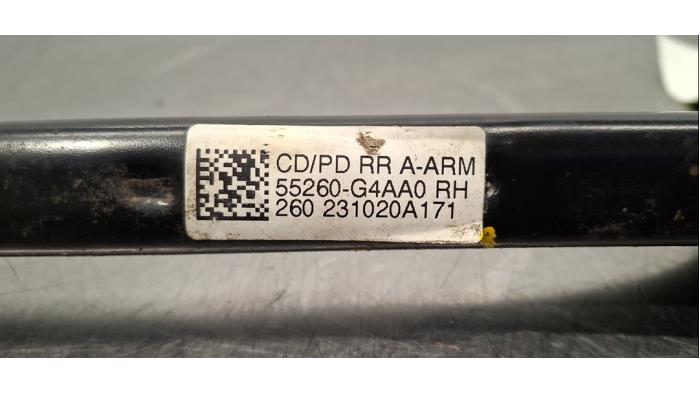 CD/PD RR A-ARM
55260-G4AA0 RH
260 231020A171